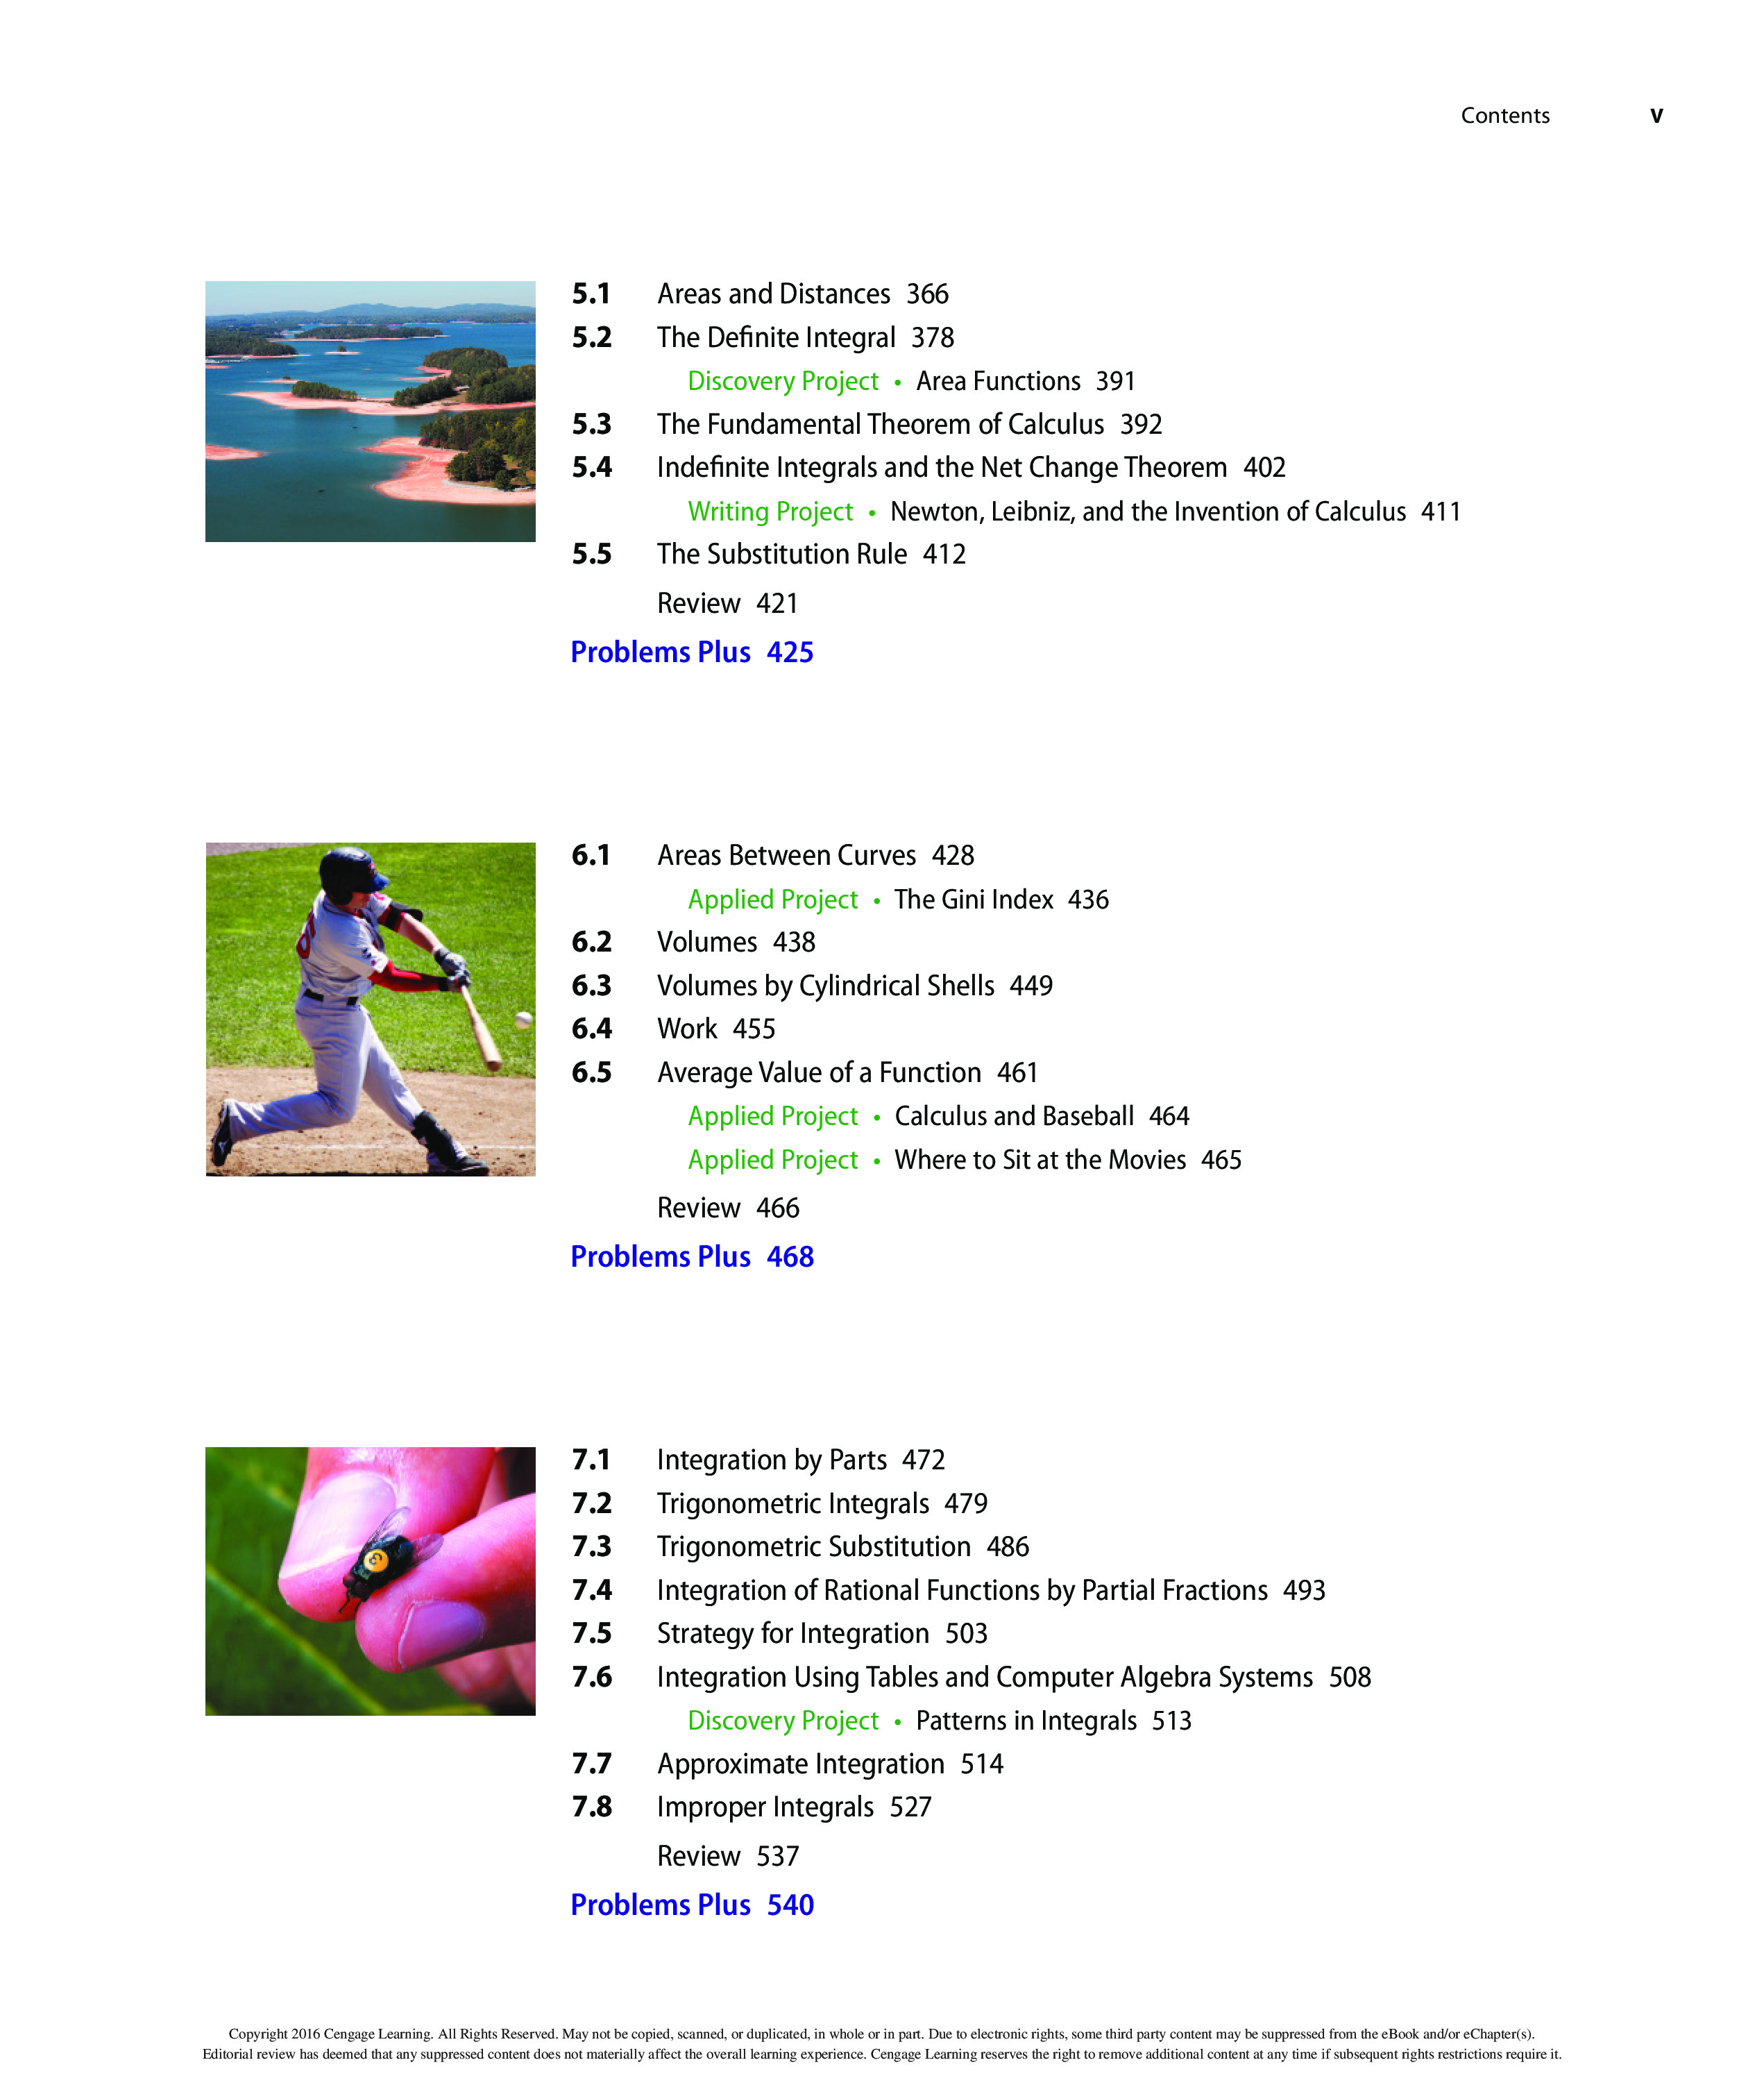 Contents v
5.1 Areas and Distances 366
5.2 The Definite Integral 378
Discovery Project • Area Functions 391
5.3 The Fundamental Theorem of Calculus 392
5.4 Indefinite Integrals and the Net Change Theorem 402
Writing Project • Newton, Leibniz, and the Invention of Calculus 411
5.5 The Substitution Rule 412
Review 421
Problems Plus 425
6.1 Areas Between Curves 428
Applied Project • The Gini Index 436
6.2 Volumes 438
6.3 Volumes by Cylindrical Shells 449
6.4 Work 455
6.5 Average Value of a Function 461
Applied Project • Calculus and Baseball 464
Applied Project • Where to Sit at the Movies 465
Review 466
Problems Plus 468
7.1 Integration by Parts 472
7.2 Trigonometric Integrals 479
7.3 Trigonometric Substitution 486
7.4 Integration of Rational Functions by Partial Fractions 493
7.5 Strategy for Integration 503
7.6 Integration Using Tables and Computer Algebra Systems 508
Discovery Project • Patterns in Integrals 513
7.7 Approximate Integration 514
7.8 Improper Integrals 527
Review 537
Problems Plus 540
Copyright 2016 Cengage Learning. All Rights Reserved. May not be copied, scanned, or duplicated, in whole or in part. Due to electronic rights, some third party content may be suppressed from the eBook and/or eChapter(s).
Editorial review has deemed that any suppressed content does not materially affect the overall learning experience. Cengage Learning reserves the right to remove additional content at any time if subsequent rights restrictions require it.